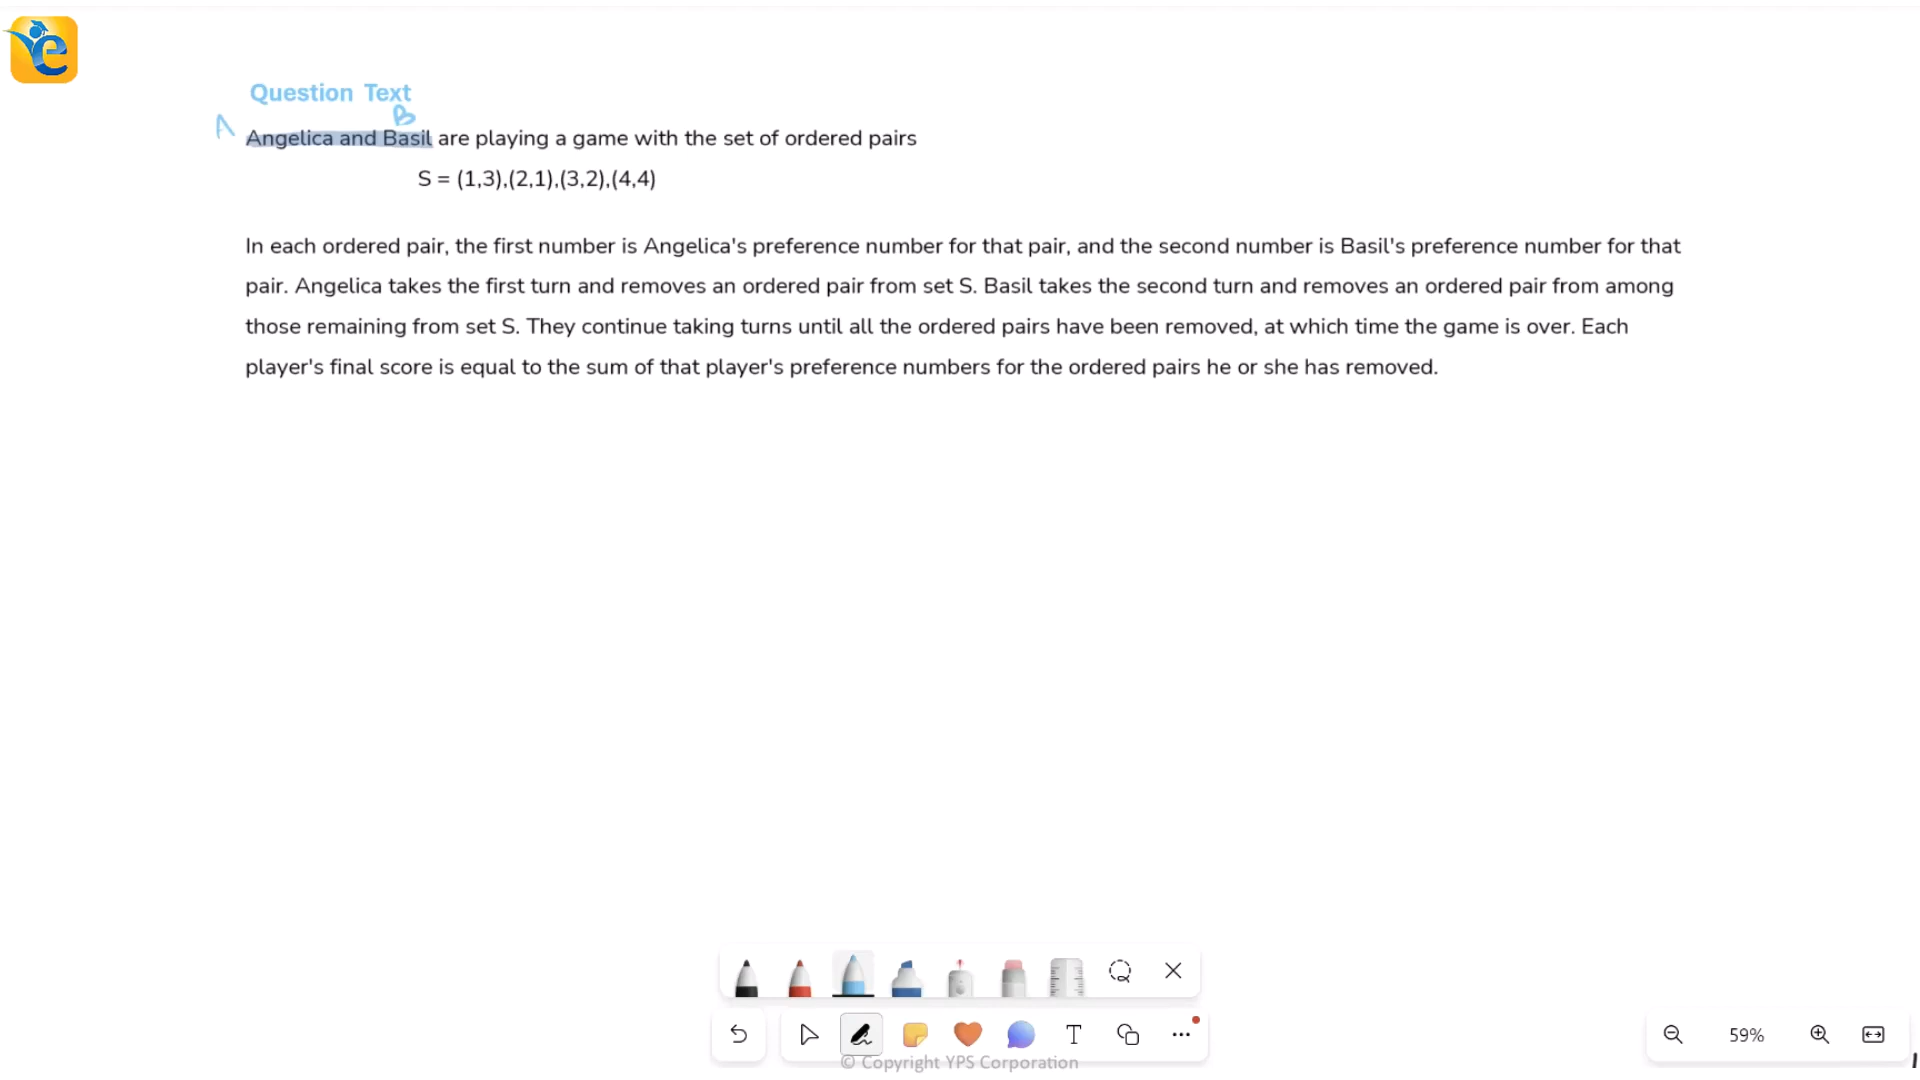 Question Text
A
B
Angelica and Basil are playing a game with the set of ordered pairs
S = (1,3),(2,1),(3,2),(4,4)
In each ordered pair, the first number is Angelica's preference number for that pair, and the second number is Basil's preference number for that
pair. Angelica takes the first turn and removes an ordered pair from set S. Basil takes the second turn and removes an ordered pair from among
those remaining from set S. They continue taking turns until all the ordered pairs have been removed, at which time the game is over. Each
player's final score is equal to the sum of that player's preference numbers for the ordered pairs he or she has removed.
T
59%
© Copyright YPS Corporation